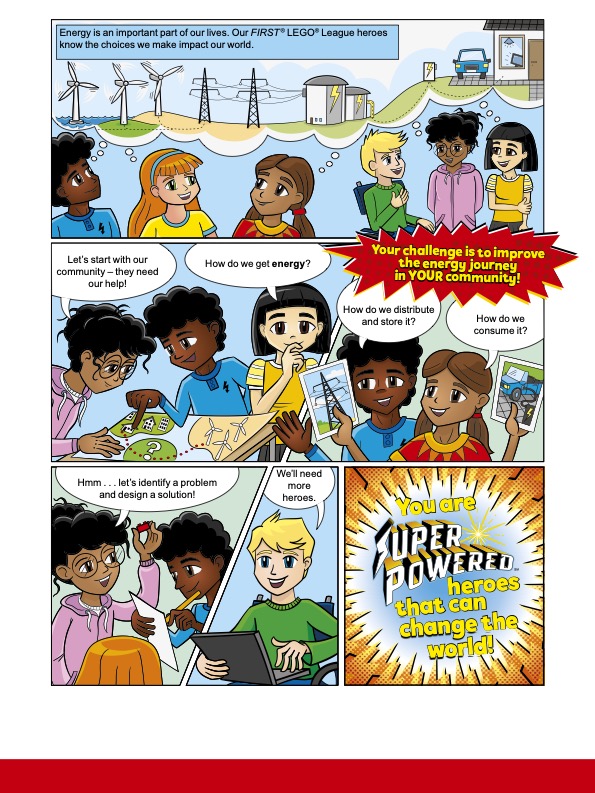 Energy is an important part of our lives. Our FIRST® LEGO® League heroes
know the choices we make impact our world.
Your challenge is to improve
the energy journey
in YOUR community!
Let's start with our
community – they need
our help!
How do we get energy?
How do we distribute
and store it?
How do we
consume it?
?
Hmm . . . let's identify a problem
and design a solution!
We'll need
more
heroes.
You are
SUPER
POWERED℠
heroes
that can
change the
world!